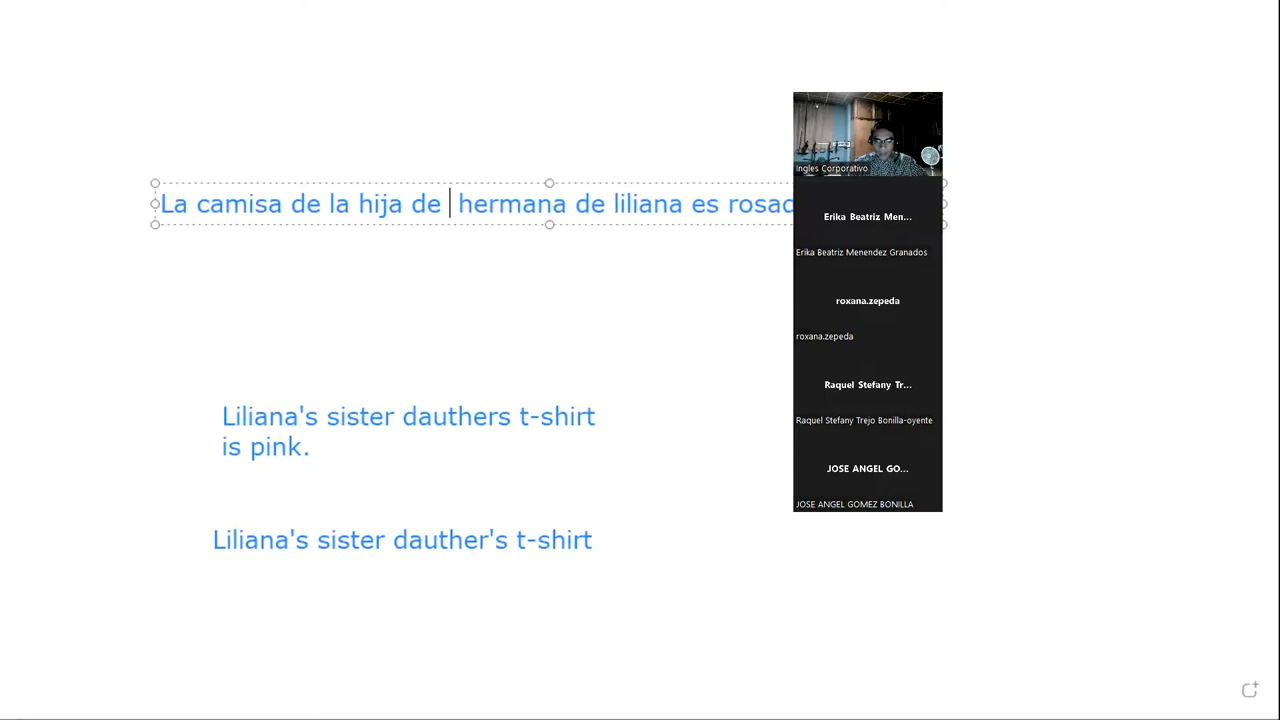 La camisa de la hija de hermana de liliana es rosad
Ingles Corporativo
Erika Beatriz Men...
Erika Beatriz Menendez Granados
roxana.zepeda
roxana.zepeda
Raquel Stefany Tr...
Raquel Stefany Trejo Bonilla-oyente
JOSE ANGEL GO...
JOSE ANGEL GOMEZ BONILLA
Liliana's sister dauthers t-shirt
is pink.
Liliana's sister dauther's t-shirt